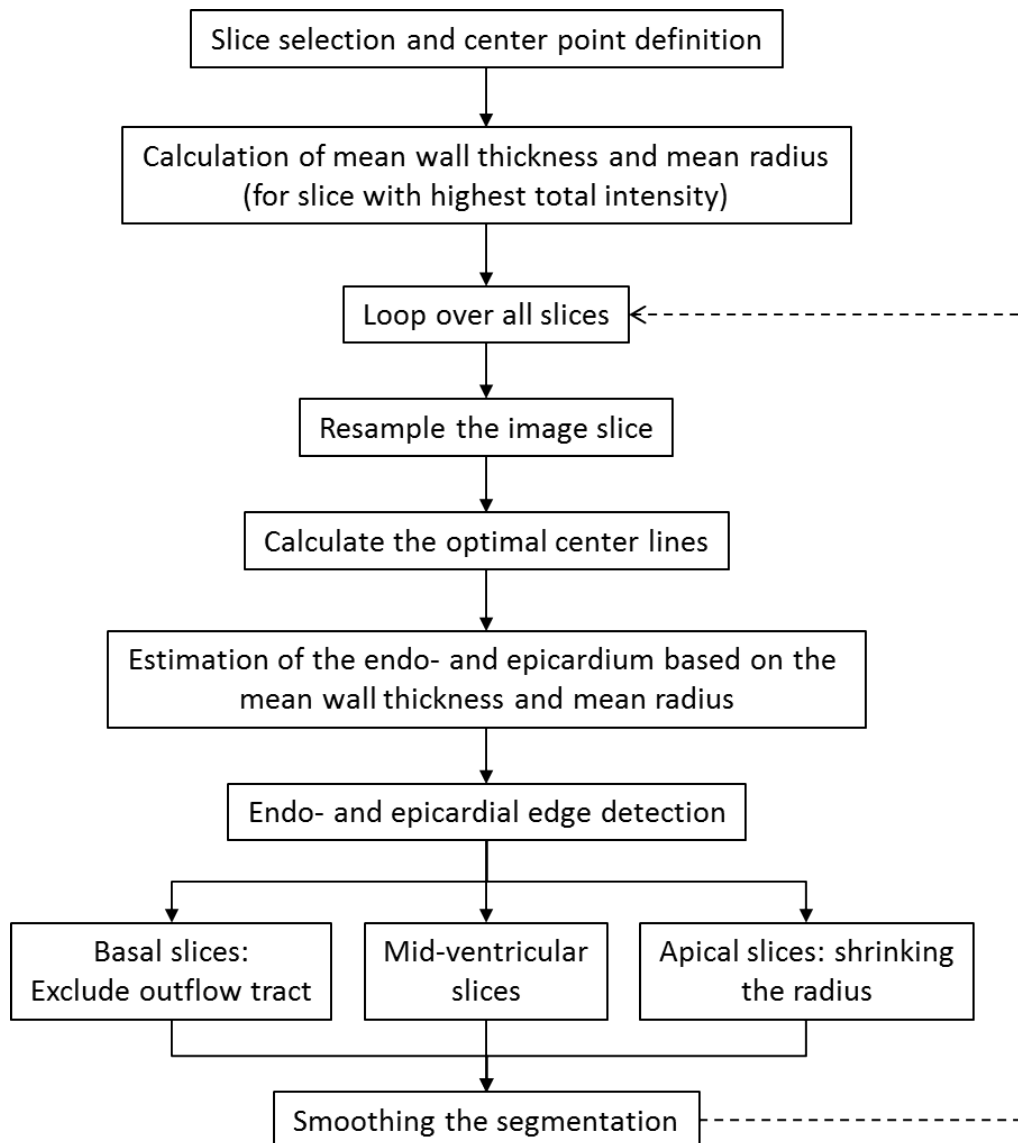 Slice selection and center point definition
Calculation of mean wall thickness and mean radius
(for slice with highest total intensity)
Loop over all slices
Resample the image slice
Calculate the optimal center lines
Estimation of the endo- and epicardium based on the
mean wall thickness and mean radius
Endo- and epicardial edge detection
Basal slices:
Exclude outflow tract
Mid-ventricular
slices
Apical slices: shrinking
the radius
Smoothing the segmentation